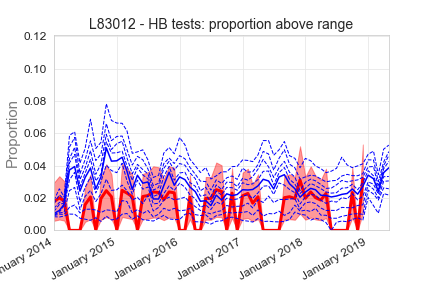 L83012 - HB tests: proportion above range
Proportion
0.12
0.10
0.08
0.06
0.04
0.02
0.00
nuary 2014
January 2015
January 2016
January 2017
January 2018
January 2019